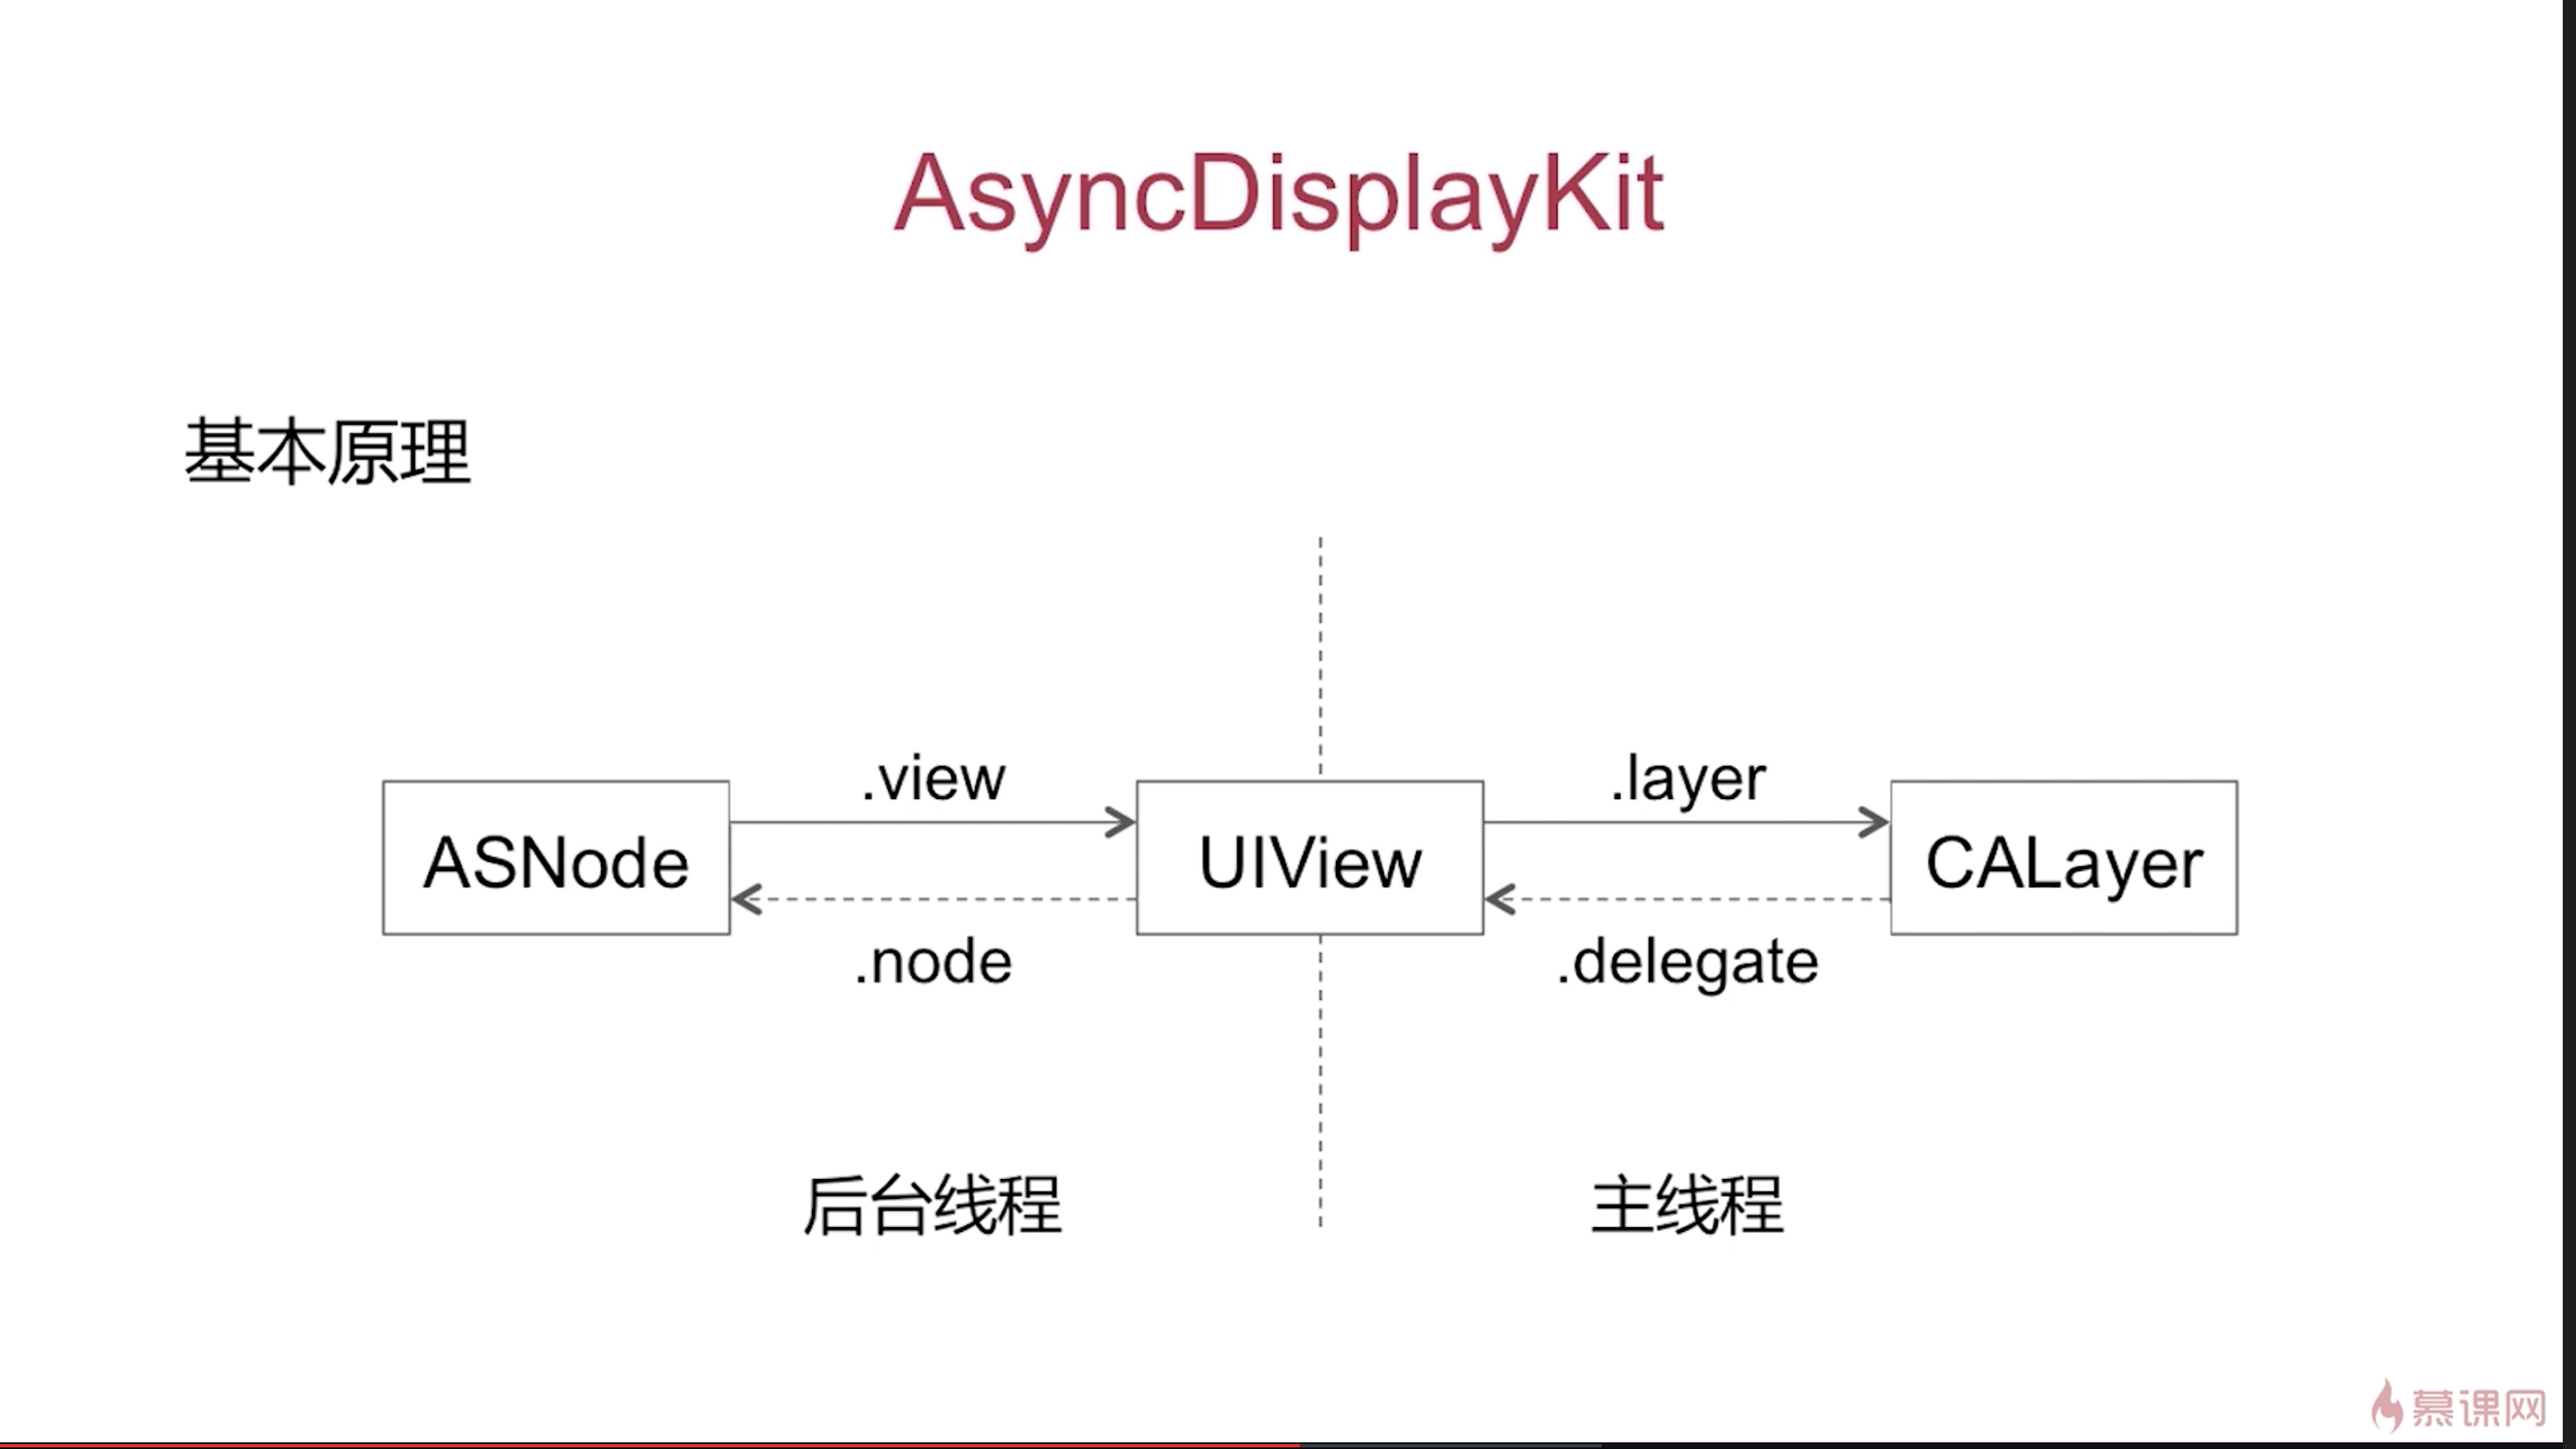 AsyncDisplayKit
基本原理
.view
.layer
ASNode
UIView
CALayer
.node
.delegate
后台线程
主线程
慕课网